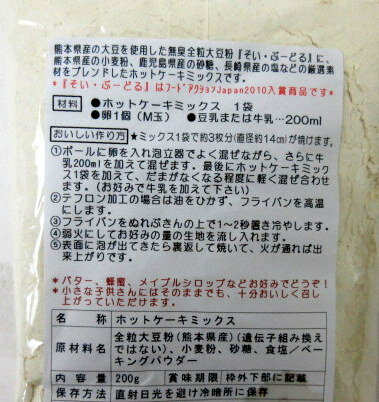 熊本県産の大豆を使用した無臭全粒大豆粉『そい・ぷーどる』に、
熊本県産の小麦粉、鹿児島県産の砂糖、長崎県産の塩などの厳選素
材をブレンドしたホットケーキミックスです。
*『そい・ぷーどる』はﾌｰﾄﾞｱｸｼｮﾝJapan2010入賞商品です*
材料 ●ホットケーキミックス 1袋
●卵1個(M玉) ●豆乳または牛乳…200ml
おいしい作り方 ★ミックス1袋で約3枚分(直径約14㎝)が焼けます。
①ボールに卵を入れ泡立器でよく混ぜながら、さらに牛
乳200mlを加えて混ぜます。最後にホットケーキミック
ス1袋を加えて、だまがなくなる程度に軽く混ぜ合わせ
ます。(お好みで牛乳を加えて下さい)
②テフロン加工の場合は油をひかず、フライパンを高温
にします。
③フライパンをぬれぶきんの上で1～2秒置き冷やします。
④弱火にしてお好みの量の生地を流し入れます。
⑤表面に泡が出てきたら裏返して焼いて、火が通れば出
来上がりです。
*バター、蜂蜜、メイプルシロップなどお好みでどうぞ!
*小さな子供さんにはそのままでも、十分おいしく召し
上がっていただけます。
名称 ホットケーキミックス
原材料名 全粒大豆粉(熊本県産)(遺伝子組み換え
ではない)、小麦粉、砂糖、食塩／ベー
キングパウダー
内容量 200g 賞味期限 枠外下部に記載
保存方法 直射日光を避け冷暗所に保存